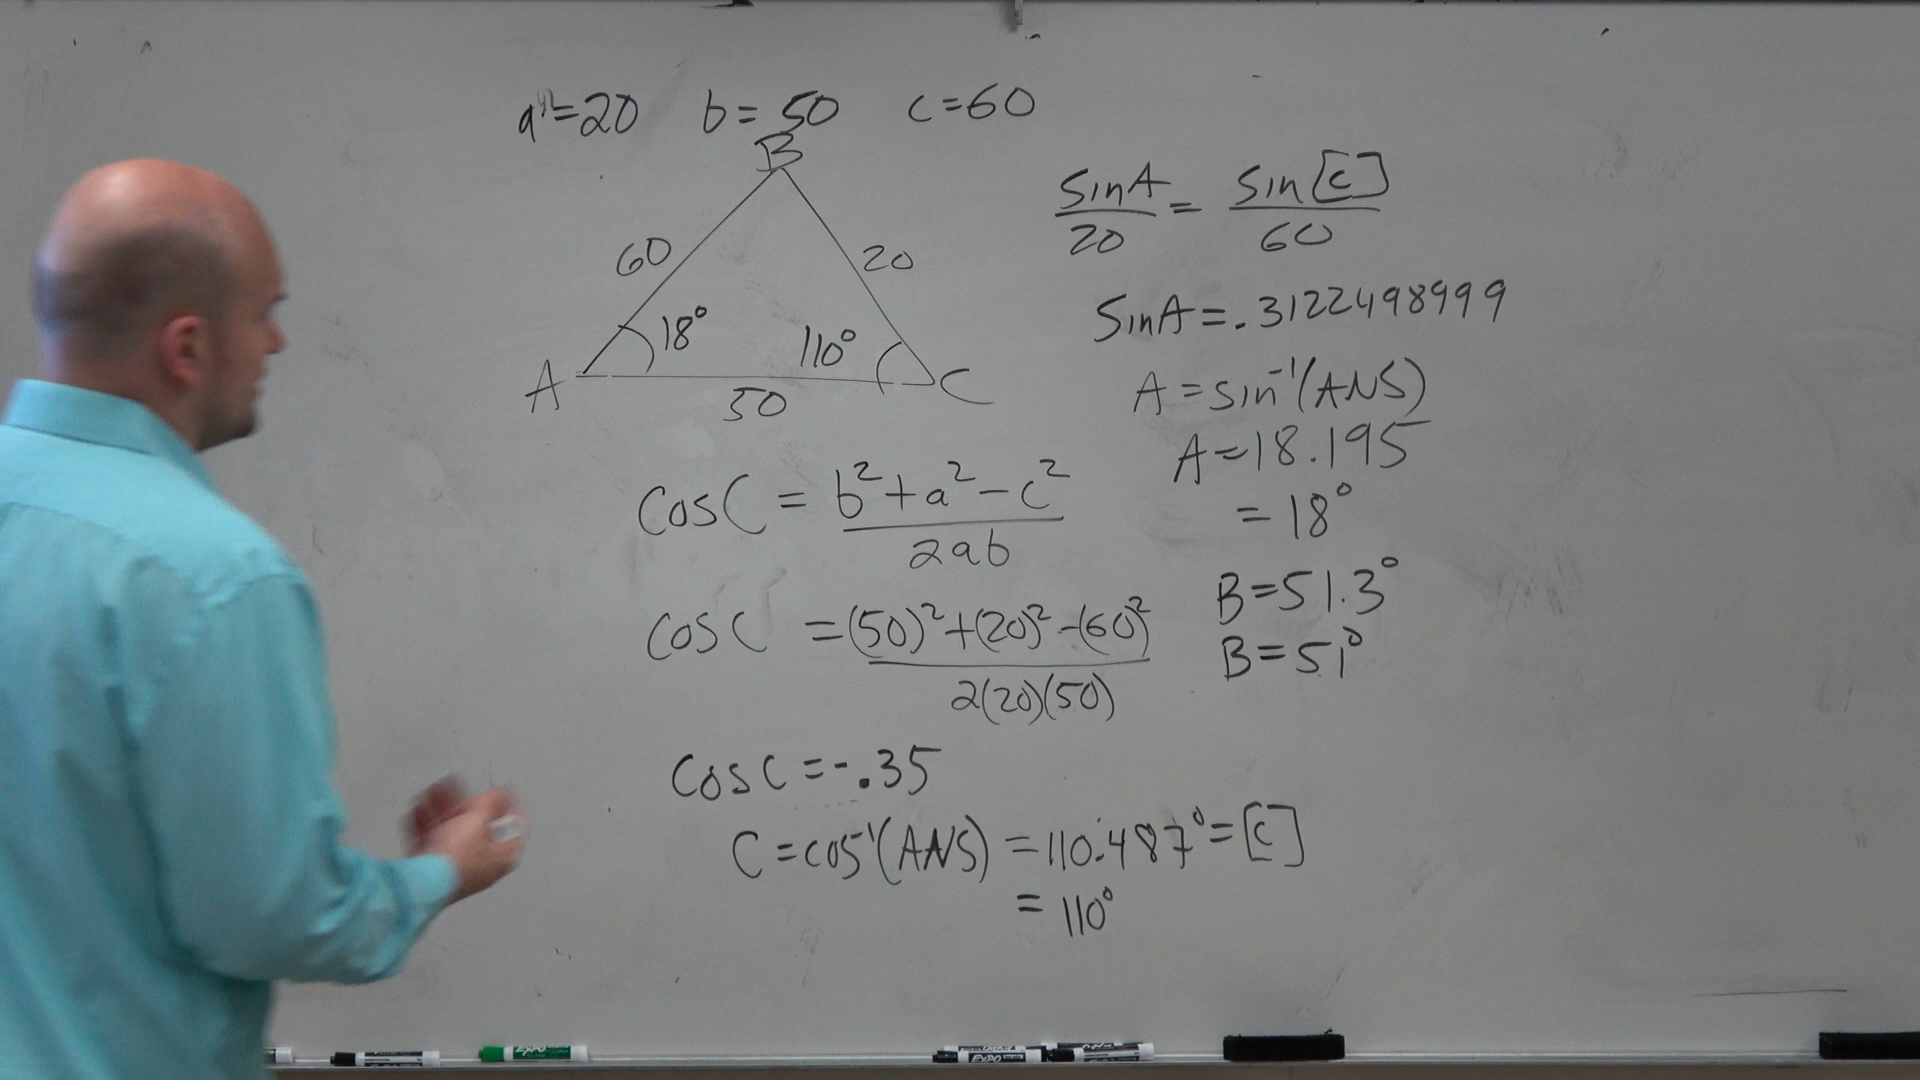 a=20 b=50 c=60
B
60
20
18°
110°
A
50
C
CosC = b²+a²-c²
2ab
CosC = (50)²+(20)²-(60)²
2(20)(50)
CosC=-.35
C=cos⁻¹(ANS) = 110.487°=[C]
= 110°
SinA = Sin[C]
20 60
SinA=.3122498999
A=sin⁻¹(ANS)
A=18.195
=18°
B=51.3°
B=51°
EXPO
EXPO